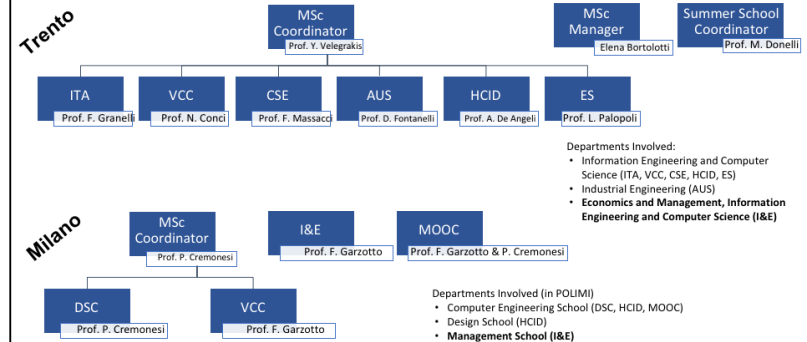 Trento
MSc
Coordinator
Prof. Y. Velegrakis
MSc
Manager
Elena Bortolotti
Summer School
Coordinator
Prof. M. Donelli
ITA
Prof. F. Granelli
VCC
Prof. N. Conci
CSE
Prof. F. Massacci
AUS
Prof. D. Fontanelli
HCID
Prof. A. De Angeli
ES
Prof. L. Palopoli
Departments Involved:
• Information Engineering and Computer
Science (ITA, VCC, CSE, HCID, ES)
• Industrial Engineering (AUS)
• Economics and Management, Information
Engineering and Computer Science (I&E)
Milano
MSc
Coordinator
Prof. P. Cremonesi
I&E
Prof. F. Garzotto
MOOC
Prof. F. Garzotto & P. Cremonesi
DSC
Prof. P. Cremonesi
VCC
Prof. F. Garzotto
Departments Involved (in POLIMI)
• Computer Engineering School (DSC, HCID, MOOC)
• Design School (HCID)
• Management School (I&E)